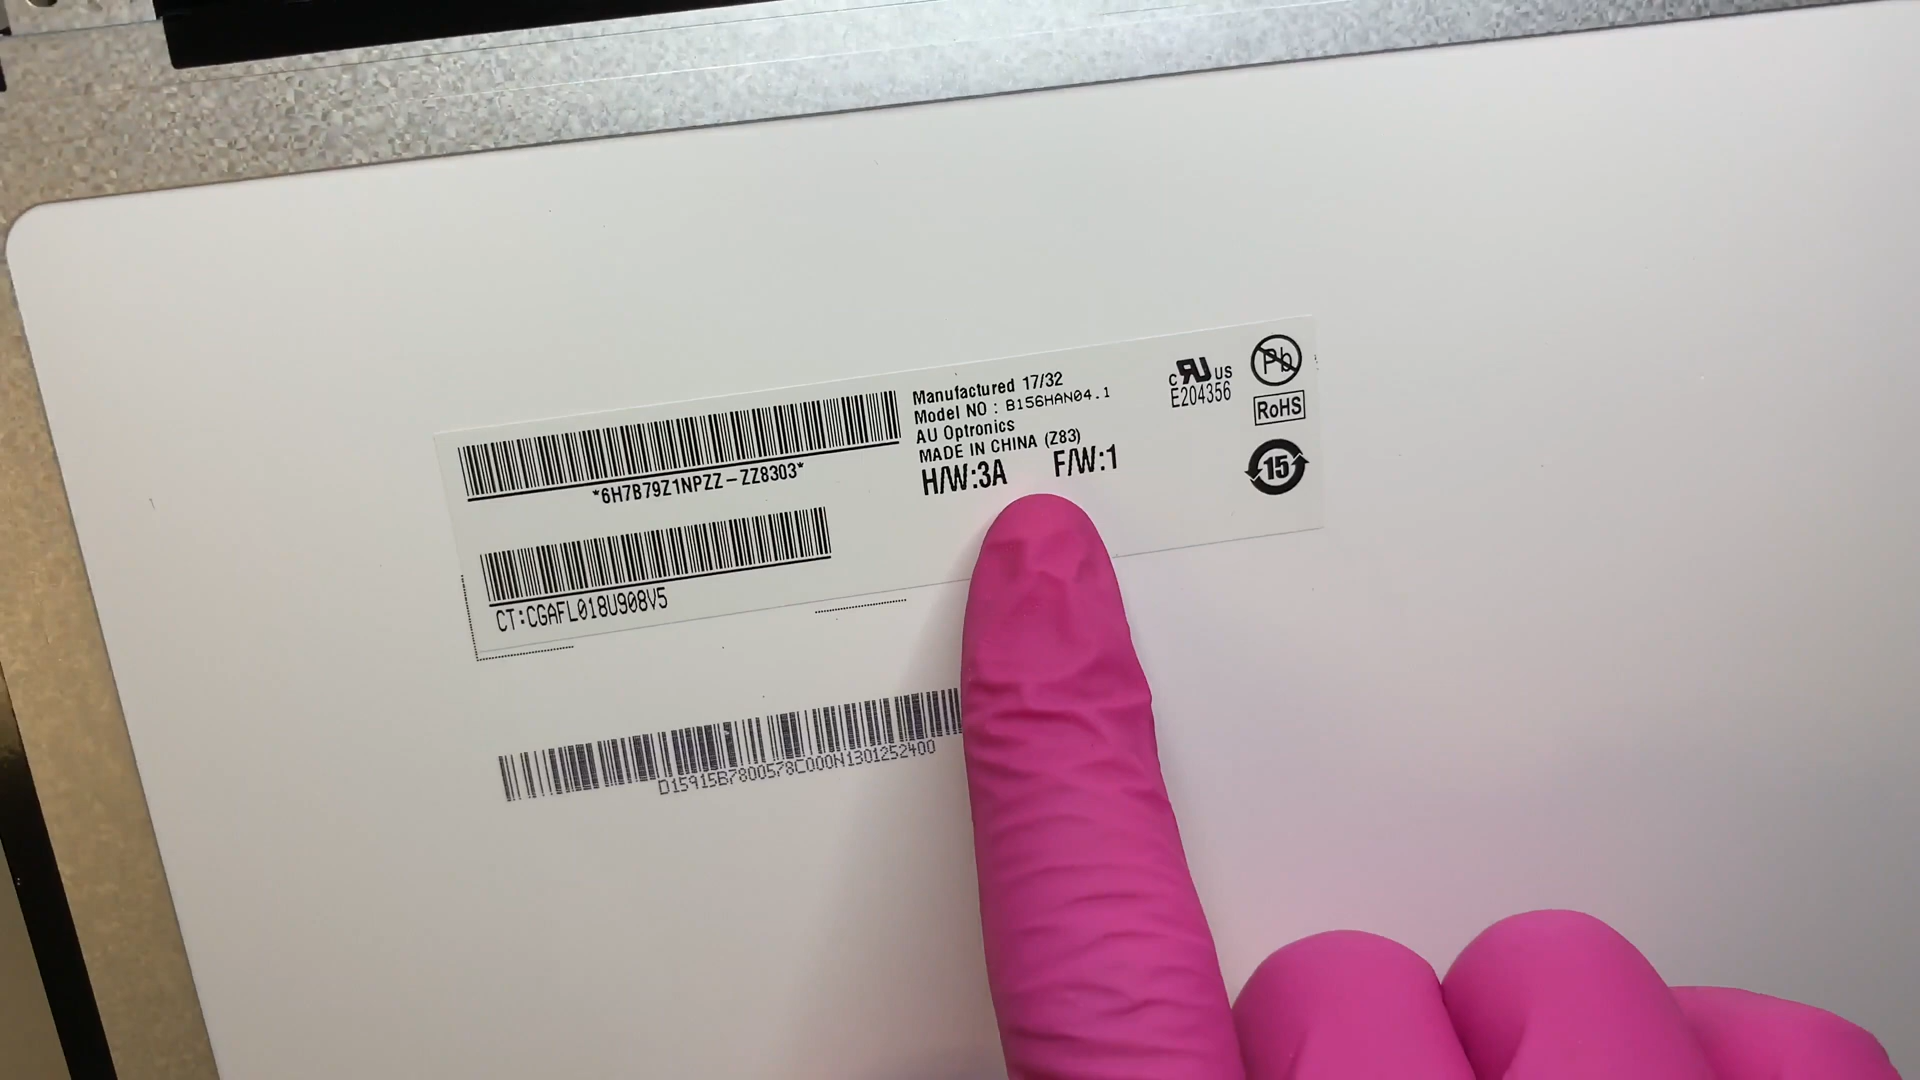 *6H7B79Z1NPZZ-ZZ8303*
CT:CGAFL018U908V5
Manufactured 17/32
Model NO : B156HAN04.1
AU Optronics
MADE IN CHINA (Z83)
H/W:3A F/W:1
c RU US
E204356
Pb
RoHS
15
D15915B7800578C000N1301252400